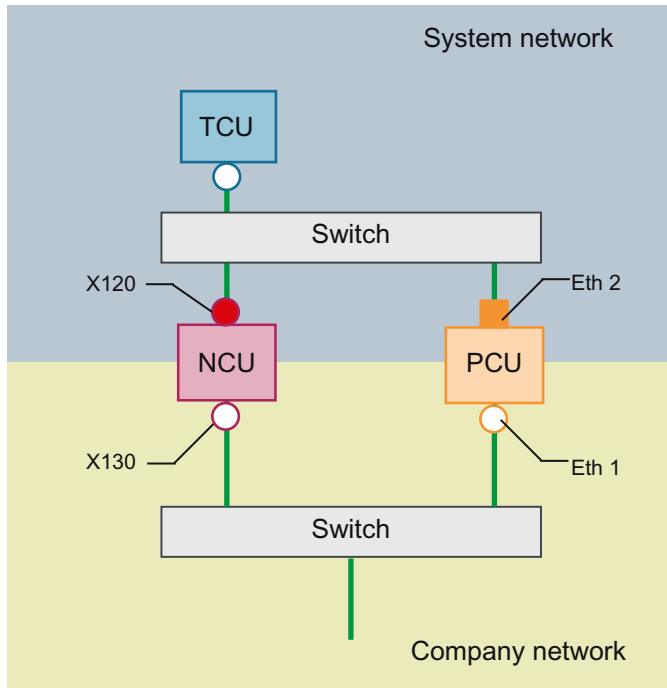 System network
TCU
Switch
X120
Eth 2
NCU
PCU
X130
Eth 1
Switch
Company network